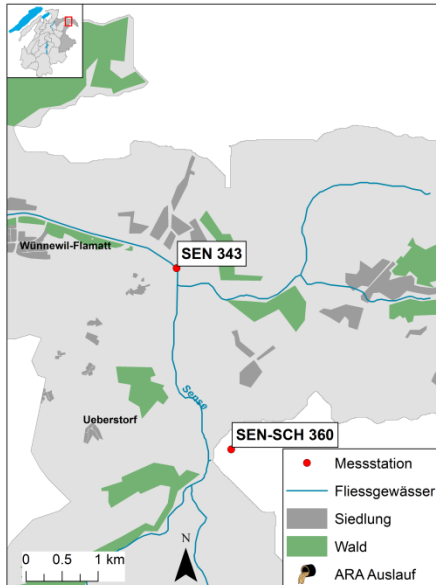 Wünnewil-Flamatt
SEN 343
Sense
Ueberstorf
SEN-SCH 360
Messstation
Fliessgewässer
Siedlung
Wald
ARA Auslauf
N
0 0.5 1 km